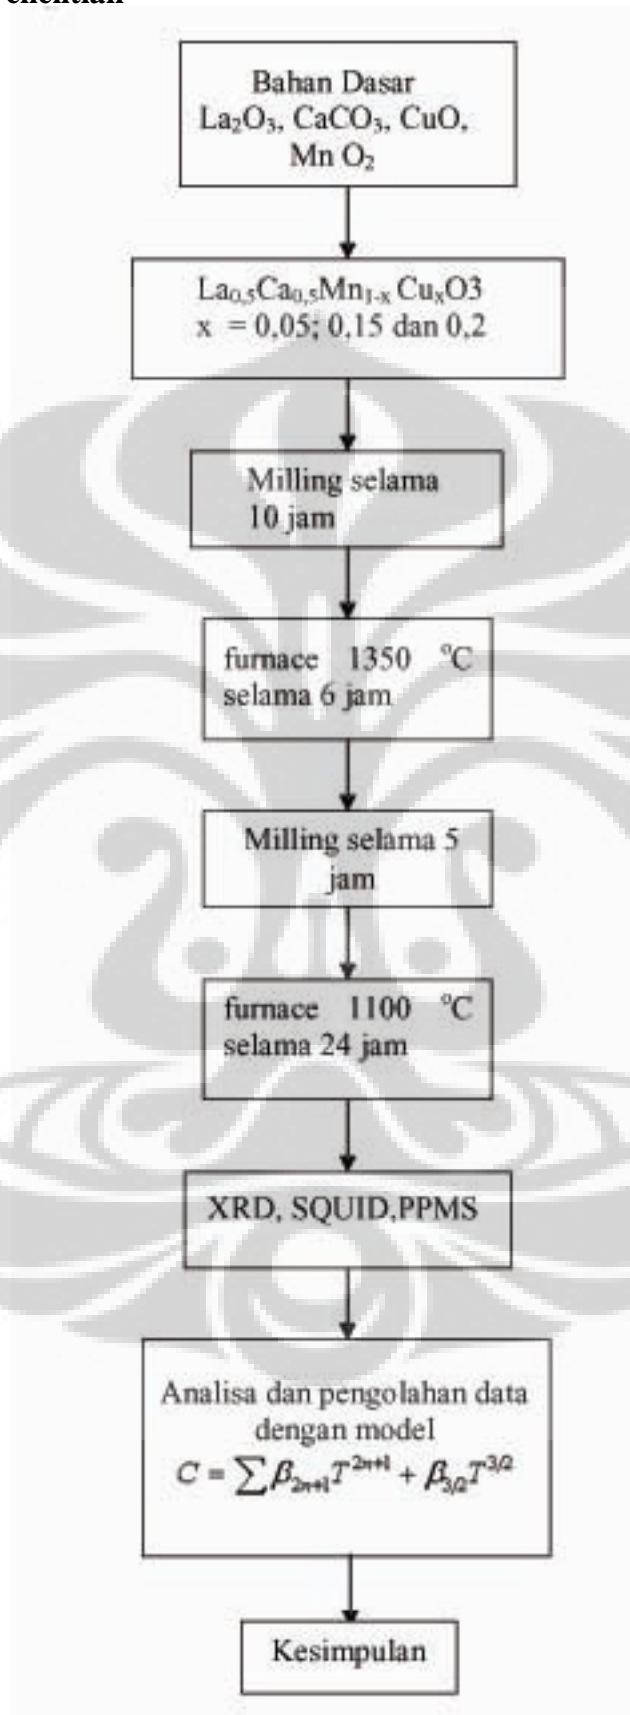 Bahan Dasar
La₂O₃, CaCO₃, CuO,
Mn O₂
La₀,₅Ca₀,₅Mn₁₋ₓ CuₓO3
x = 0,05; 0,15 dan 0,2
Milling selama
10 jam
furnace 1350 °C
selama 6 jam
Milling selama 5
jam
furnace 1100 °C
selama 24 jam
XRD, SQUID,PPMS
Analisa dan pengolahan data
dengan model
C = ∑ β₂ₙ₊₁T²ⁿ⁺¹ + β₃/₂T³/²
Kesimpulan